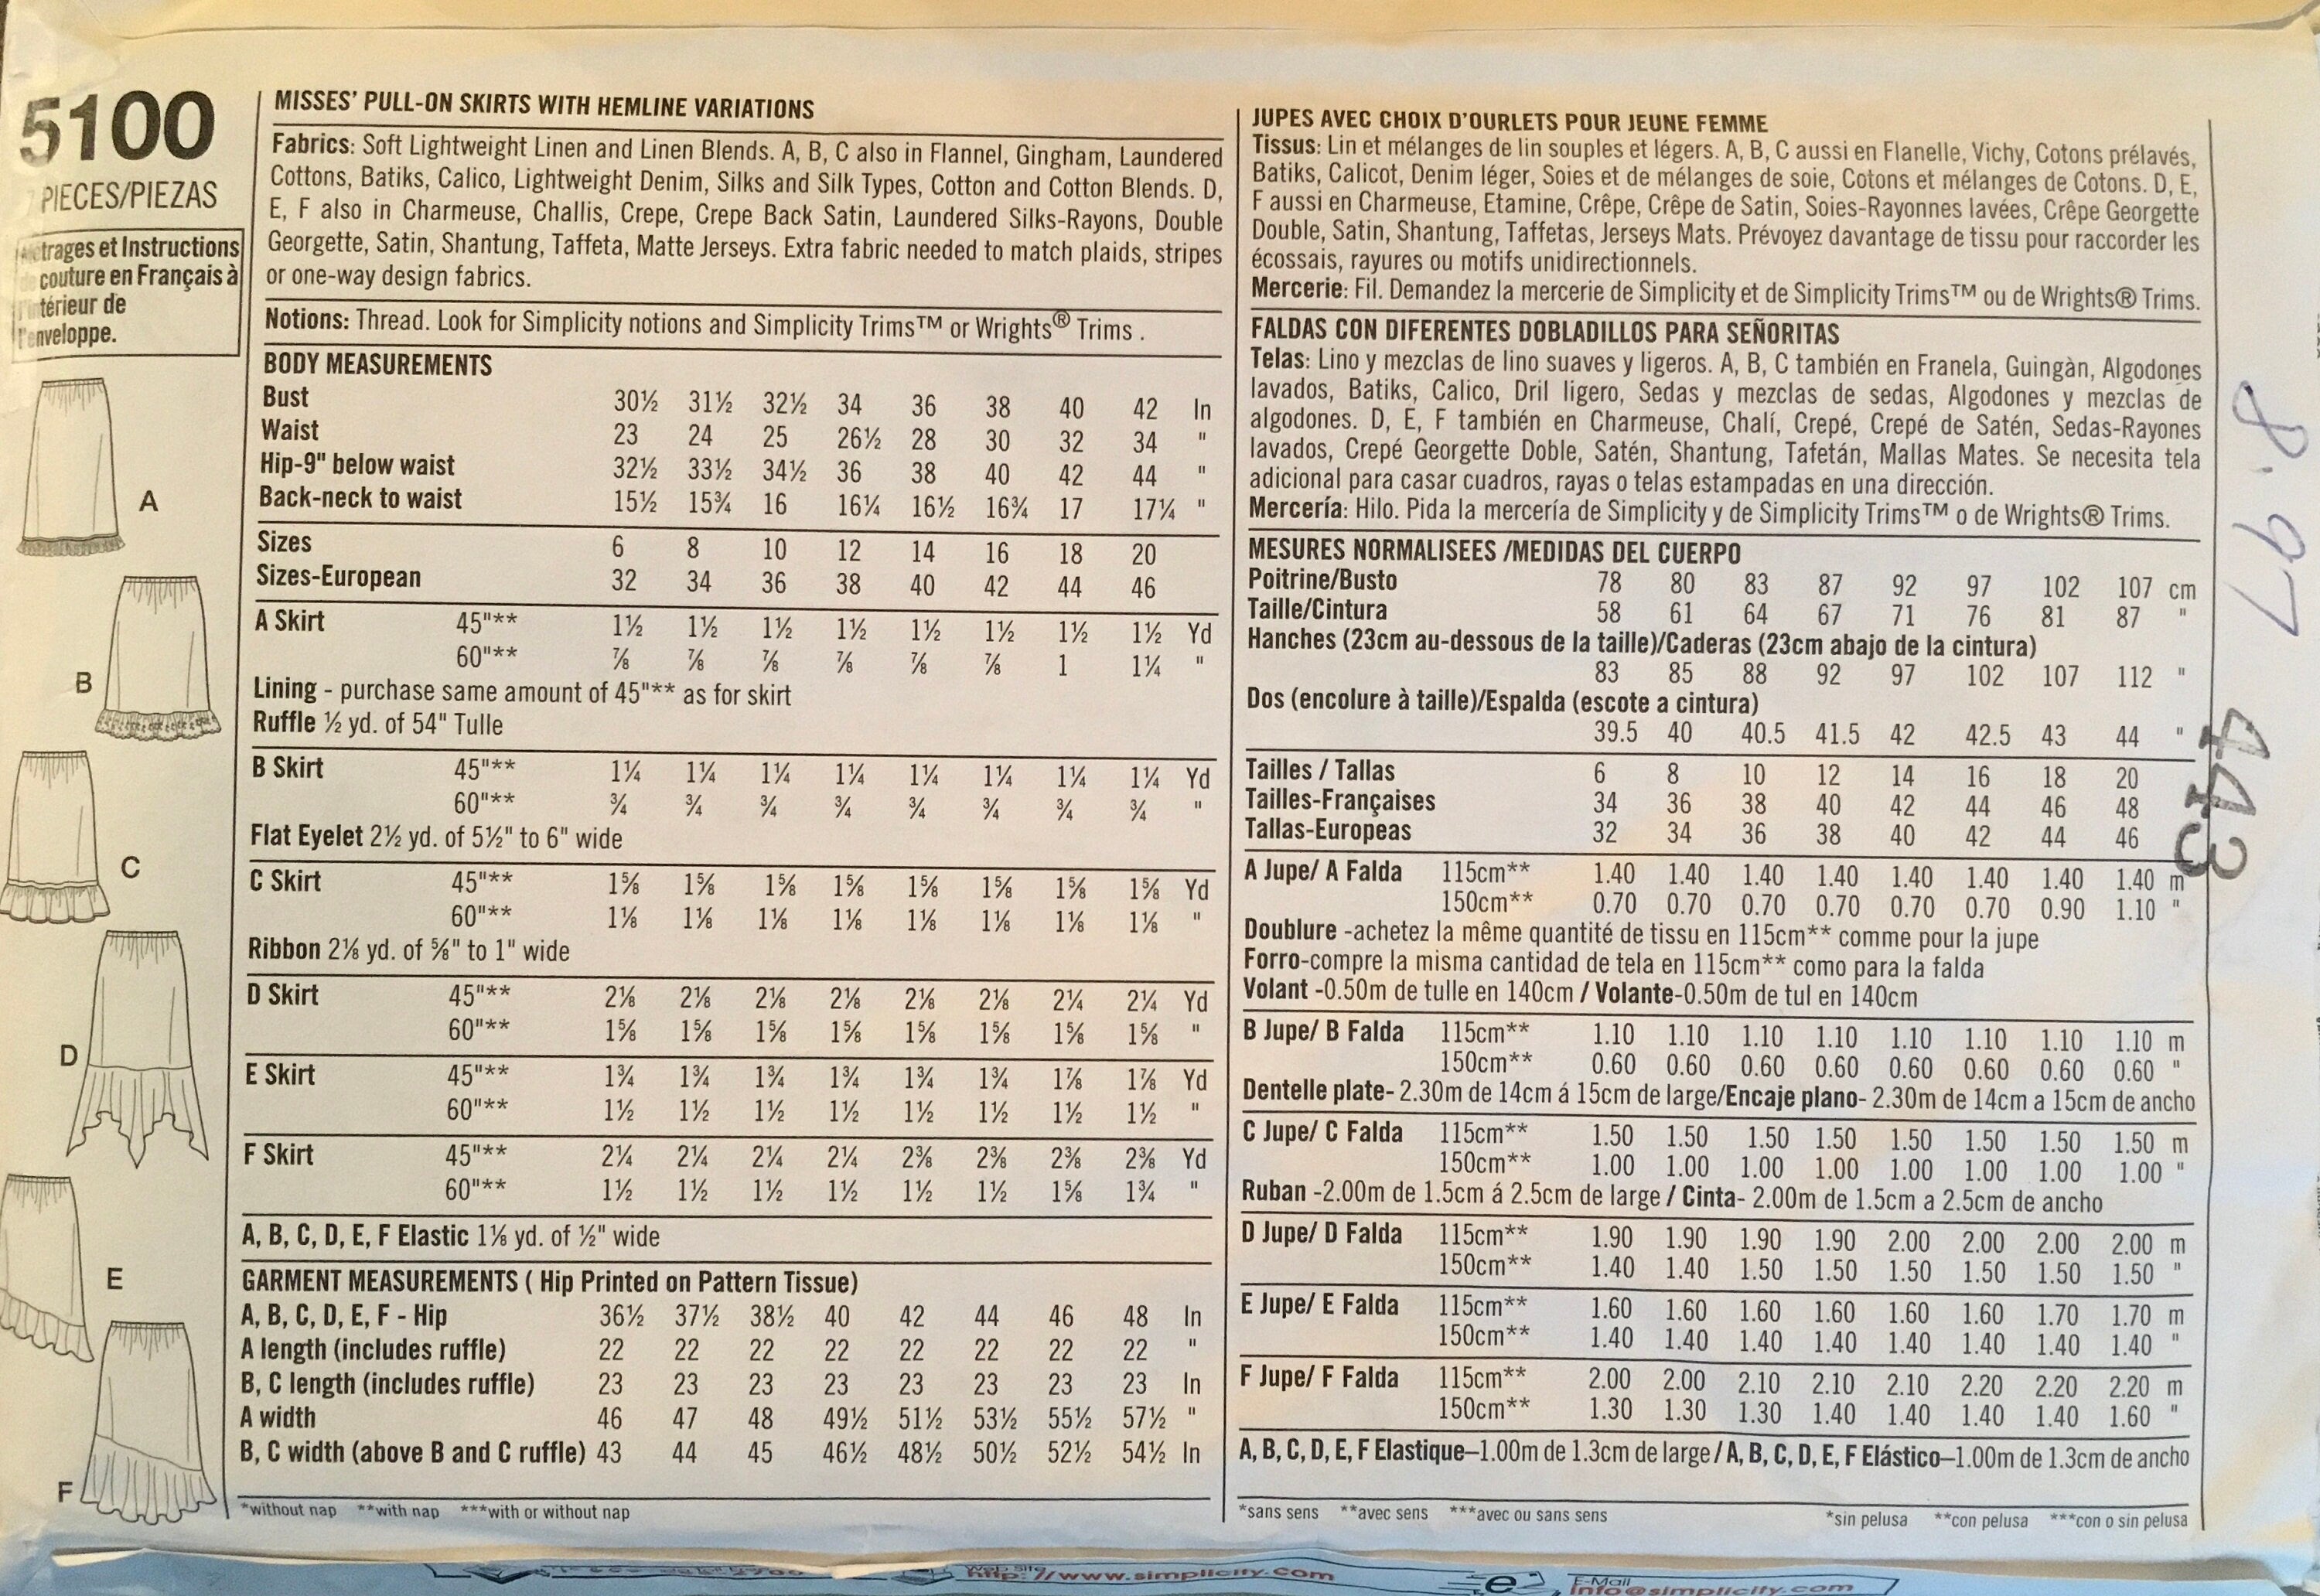 5100
PIECES/PIEZAS
trages et Instructions
couture en Français à
térieur de
l'enveloppe.
A
B
C
D
E
F
MISSES' PULL-ON SKIRTS WITH HEMLINE VARIATIONS
Fabrics: Soft Lightweight Linen and Linen Blends. A, B, C also in Flannel, Gingham, Laundered
Cottons, Batiks, Calico, Lightweight Denim, Silks and Silk Types, Cotton and Cotton Blends. D,
E, F also in Charmeuse, Challis, Crepe, Crepe Back Satin, Laundered Silks-Rayons, Double
Georgette, Satin, Shantung, Taffeta, Matte Jerseys. Extra fabric needed to match plaids, stripes
or one-way design fabrics.
Notions: Thread. Look for Simplicity notions and Simplicity Trims™ or Wrights® Trims .
BODY MEASUREMENTS
Bust 30½ 31½ 32½ 34 36 38 40 42 In
Waist 23 24 25 26½ 28 30 32 34 "
Hip-9" below waist 32½ 33½ 34½ 36 38 40 42 44 "
Back-neck to waist 15½ 15¾ 16 16¼ 16½ 16¾ 17 17¼ "
Sizes 6 8 10 12 14 16 18 20
Sizes-European 32 34 36 38 40 42 44 46
A Skirt 45"** 1½ 1½ 1½ 1½ 1½ 1½ 1½ 1½ Yd
60"** ⅞ ⅞ ⅞ ⅞ ⅞ ⅞ 1 1¼ "
Lining - purchase same amount of 45"** as for skirt
Ruffle ½ yd. of 54" Tulle
B Skirt 45"** 1¼ 1¼ 1¼ 1¼ 1¼ 1¼ 1¼ 1¼ Yd
60"** ¾ ¾ ¾ ¾ ¾ ¾ ¾ ¾ "
Flat Eyelet 2½ yd. of 5½" to 6" wide
C Skirt 45"** 1⅝ 1⅝ 1⅝ 1⅝ 1⅝ 1⅝ 1⅝ 1⅝ Yd
60"** 1⅛ 1⅛ 1⅛ 1⅛ 1⅛ 1⅛ 1⅛ 1⅛ "
Ribbon 2⅛ yd. of ⅝" to 1" wide
D Skirt 45"** 2⅛ 2⅛ 2⅛ 2⅛ 2⅛ 2⅛ 2¼ 2¼ Yd
60"** 1⅝ 1⅝ 1⅝ 1⅝ 1⅝ 1⅝ 1⅝ 1⅝ "
E Skirt 45"** 1¾ 1¾ 1¾ 1¾ 1¾ 1¾ 1⅞ 1⅞ Yd
60"** 1½ 1½ 1½ 1½ 1½ 1½ 1½ 1½ "
F Skirt 45"** 2¼ 2¼ 2¼ 2¼ 2⅜ 2⅜ 2⅜ 2⅜ Yd
60"** 1½ 1½ 1½ 1½ 1½ 1½ 1⅝ 1¾ "
A, B, C, D, E, F Elastic 1⅛ yd. of ½" wide
GARMENT MEASUREMENTS ( Hip Printed on Pattern Tissue)
A, B, C, D, E, F - Hip 36½ 37½ 38½ 40 42 44 46 48 In
A length (includes ruffle) 22 22 22 22 22 22 22 22 "
B, C length (includes ruffle) 23 23 23 23 23 23 23 23 In
A width 46 47 48 49½ 51½ 53½ 55½ 57½ "
B, C width (above B and C ruffle) 43 44 45 46½ 48½ 50½ 52½ 54½ In
*without nap **with nap ***with or without nap
JUPES AVEC CHOIX D'OURLETS POUR JEUNE FEMME
Tissus: Lin et mélanges de lin souples et légers. A, B, C aussi en Flanelle, Vichy, Cotons prélavés,
Batiks, Calicot, Denim léger, Soies et de mélanges de soie, Cotons et mélanges de Cotons. D, E,
F aussi en Charmeuse, Etamine, Crêpe, Crêpe de Satin, Soies-Rayonnes lavées, Crêpe Georgette
Double, Satin, Shantung, Taffetas, Jerseys Mats. Prévoyez davantage de tissu pour raccorder les
écossais, rayures ou motifs unidirectionnels.
Mercerie: Fil. Demandez la mercerie de Simplicity et de Simplicity Trims™ ou de Wrights® Trims.
FALDAS CON DIFERENTES DOBLADILLOS PARA SEÑORITAS
Telas: Lino y mezclas de lino suaves y ligeros. A, B, C también en Franela, Guingàn, Algodones
lavados, Batiks, Calico, Dril ligero, Sedas y mezclas de sedas, Algodones y mezclas de
algodones. D, E, F también en Charmeuse, Chalí, Crepé, Crepé de Satén, Sedas-Rayones
lavados, Crepé Georgette Doble, Satén, Shantung, Tafetán, Mallas Mates. Se necesita tela
adicional para casar cuadros, rayas o telas estampadas en una dirección.
Mercería: Hilo. Pida la mercería de Simplicity y de Simplicity Trims™ o de Wrights® Trims.
MESURES NORMALISEES /MEDIDAS DEL CUERPO
Poitrine/Busto 78 80 83 87 92 97 102 107 cm
Taille/Cintura 58 61 64 67 71 76 81 87 "
Hanches (23cm au-dessous de la taille)/Caderas (23cm abajo de la cintura)
83 85 88 92 97 102 107 112 "
Dos (encolure à taille)/Espalda (escote a cintura)
39.5 40 40.5 41.5 42 42.5 43 44 "
Tailles / Tallas 6 8 10 12 14 16 18 20
Tailles-Françaises 34 36 38 40 42 44 46 48
Tallas-Europeas 32 34 36 38 40 42 44 46
A Jupe/ A Falda 115cm** 1.40 1.40 1.40 1.40 1.40 1.40 1.40 1.40 m
150cm** 0.70 0.70 0.70 0.70 0.70 0.70 0.90 1.10 "
Doublure -achetez la même quantité de tissu en 115cm** comme pour la jupe
Forro-compre la misma cantidad de tela en 115cm** como para la falda
Volant -0.50m de tulle en 140cm / Volante-0.50m de tul en 140cm
B Jupe/ B Falda 115cm** 1.10 1.10 1.10 1.10 1.10 1.10 1.10 1.10 m
150cm** 0.60 0.60 0.60 0.60 0.60 0.60 0.60 0.60 "
Dentelle plate- 2.30m de 14cm á 15cm de large/Encaje plano- 2.30m de 14cm a 15cm de ancho
C Jupe/ C Falda 115cm** 1.50 1.50 1.50 1.50 1.50 1.50 1.50 1.50 m
150cm** 1.00 1.00 1.00 1.00 1.00 1.00 1.00 1.00 "
Ruban -2.00m de 1.5cm á 2.5cm de large / Cinta- 2.00m de 1.5cm a 2.5cm de ancho
D Jupe/ D Falda 115cm** 1.90 1.90 1.90 1.90 2.00 2.00 2.00 2.00 m
150cm** 1.40 1.40 1.50 1.50 1.50 1.50 1.50 1.50 "
E Jupe/ E Falda 115cm** 1.60 1.60 1.60 1.60 1.60 1.60 1.70 1.70 m
150cm** 1.40 1.40 1.40 1.40 1.40 1.40 1.40 1.40 "
F Jupe/ F Falda 115cm** 2.00 2.00 2.10 2.10 2.10 2.20 2.20 2.20 m
150cm** 1.30 1.30 1.30 1.40 1.40 1.40 1.40 1.60 "
A, B, C, D, E, F Elastique–1.00m de 1.3cm de large / A, B, C, D, E, F Elástico–1.00m de 1.3cm de ancho
*sans sens **avec sens ***avec ou sans sens
*sin pelusa **con pelusa ***con o sin pelusa
8.97
443
Web Site
http://www.simplicity.com
E-Mail
info@simplicity.com